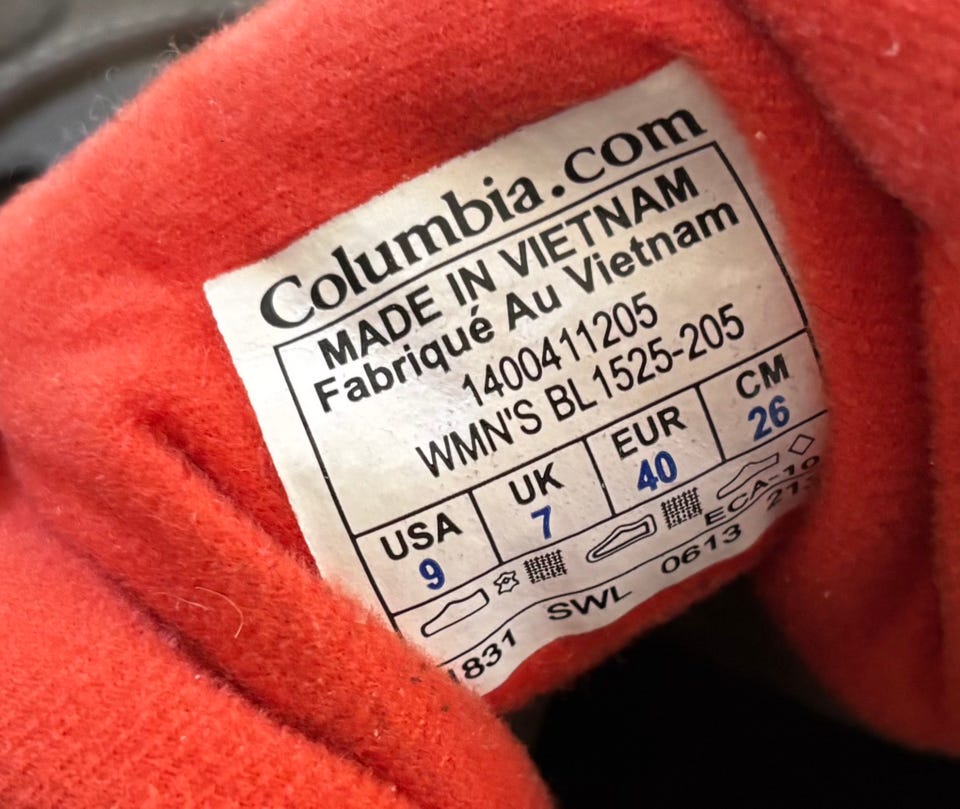 Columbia.com
MADE IN VIETNAM
Fabriqué Au Vietnam
1400411205
WMN'S BL1525-205
USA UK EUR CM
9 7 40 26
ECA-10
1831 SWL 0613 213